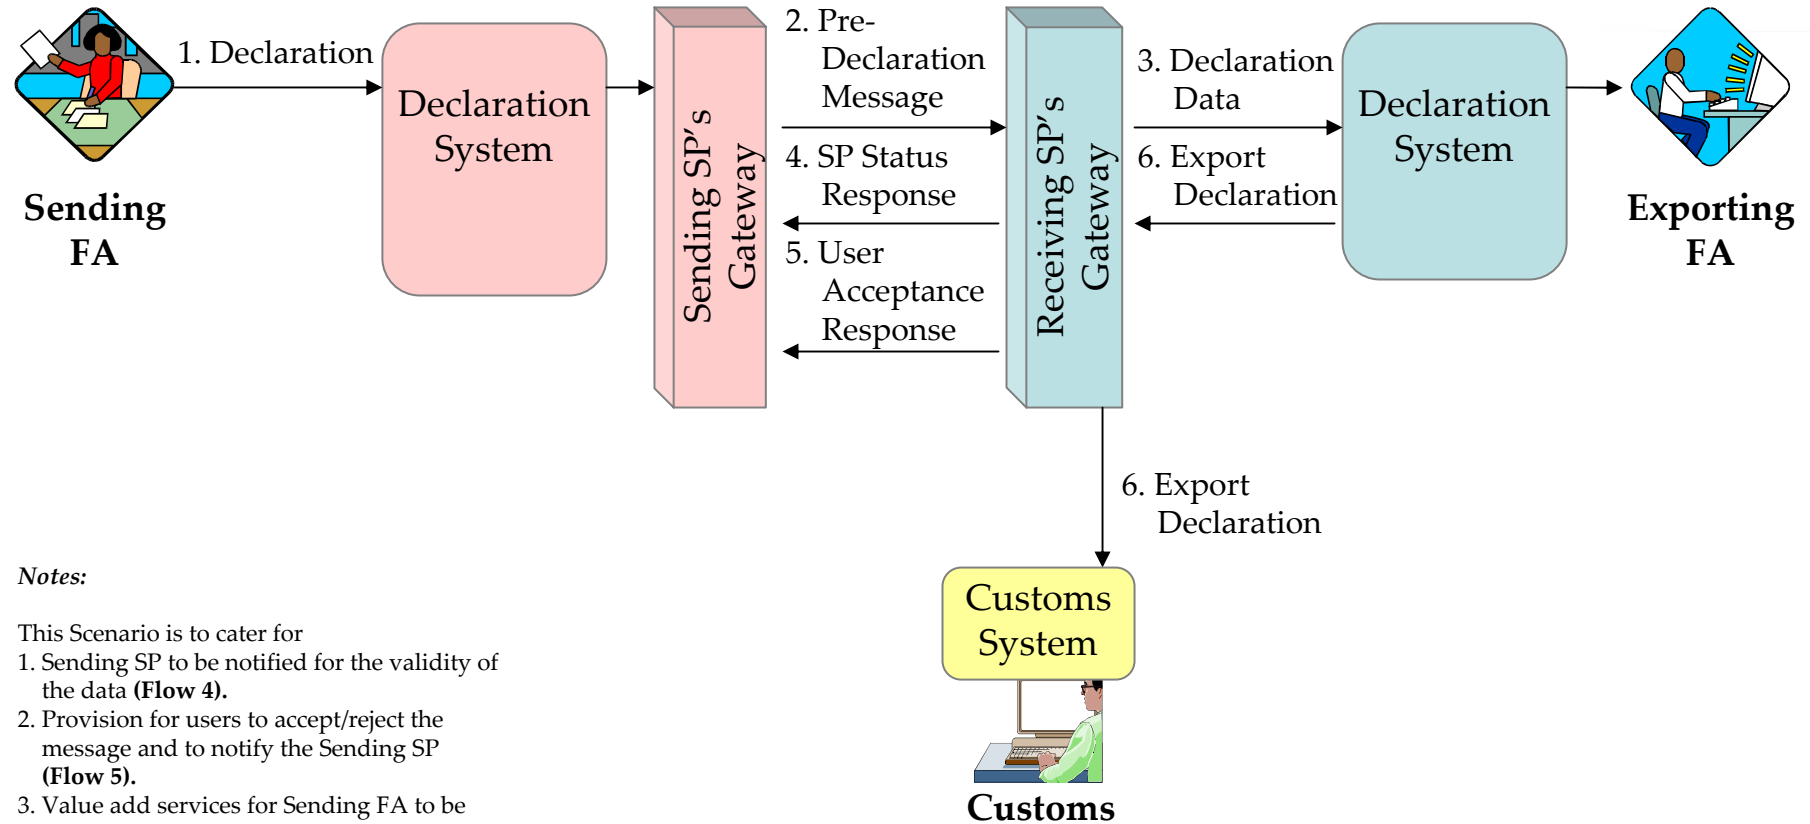 1. Declaration
Sending
FA
Declaration
System
Sending SP's
Gateway
2. Pre-
Declaration
Message
4. SP Status
Response
5. User
Acceptance
Response
Receiving SP's
Gateway
3. Declaration
Data
6. Export
Declaration
Declaration
System
Exporting
FA
6. Export
Declaration
Customs
System
Customs
Notes:
This Scenario is to cater for
1. Sending SP to be notified for the validity of
the data (Flow 4).
2. Provision for users to accept/reject the
message and to notify the Sending SP
(Flow 5).
3. Value add services for Sending FA to be